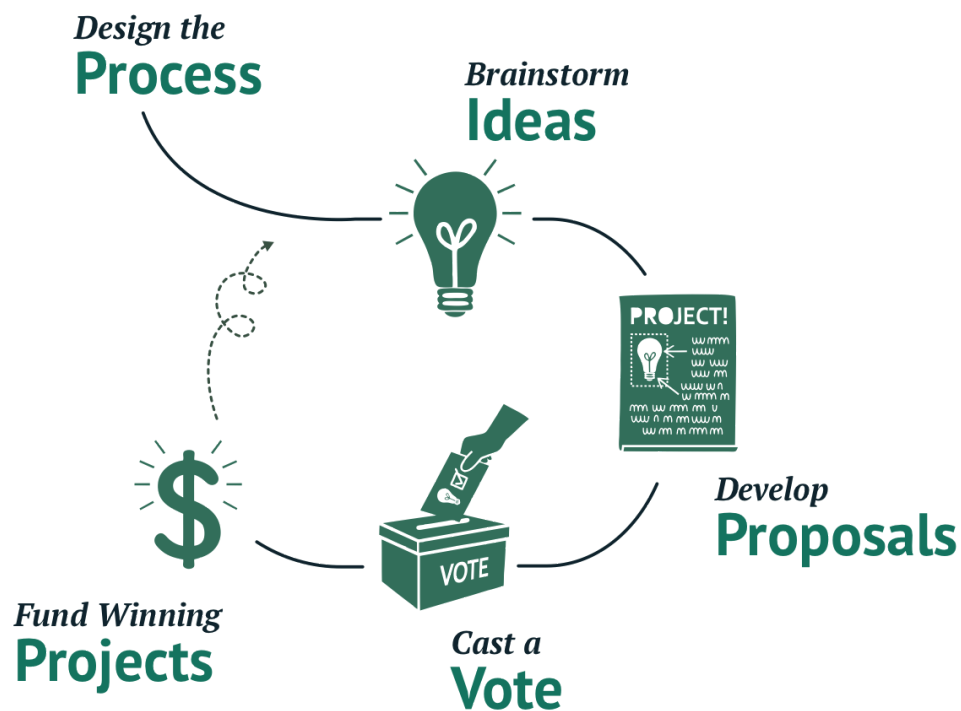 Design the
Process
Brainstorm
Ideas
PROJECT!
Develop
Proposals
VOTE
Fund Winning
Projects
Cast a
Vote